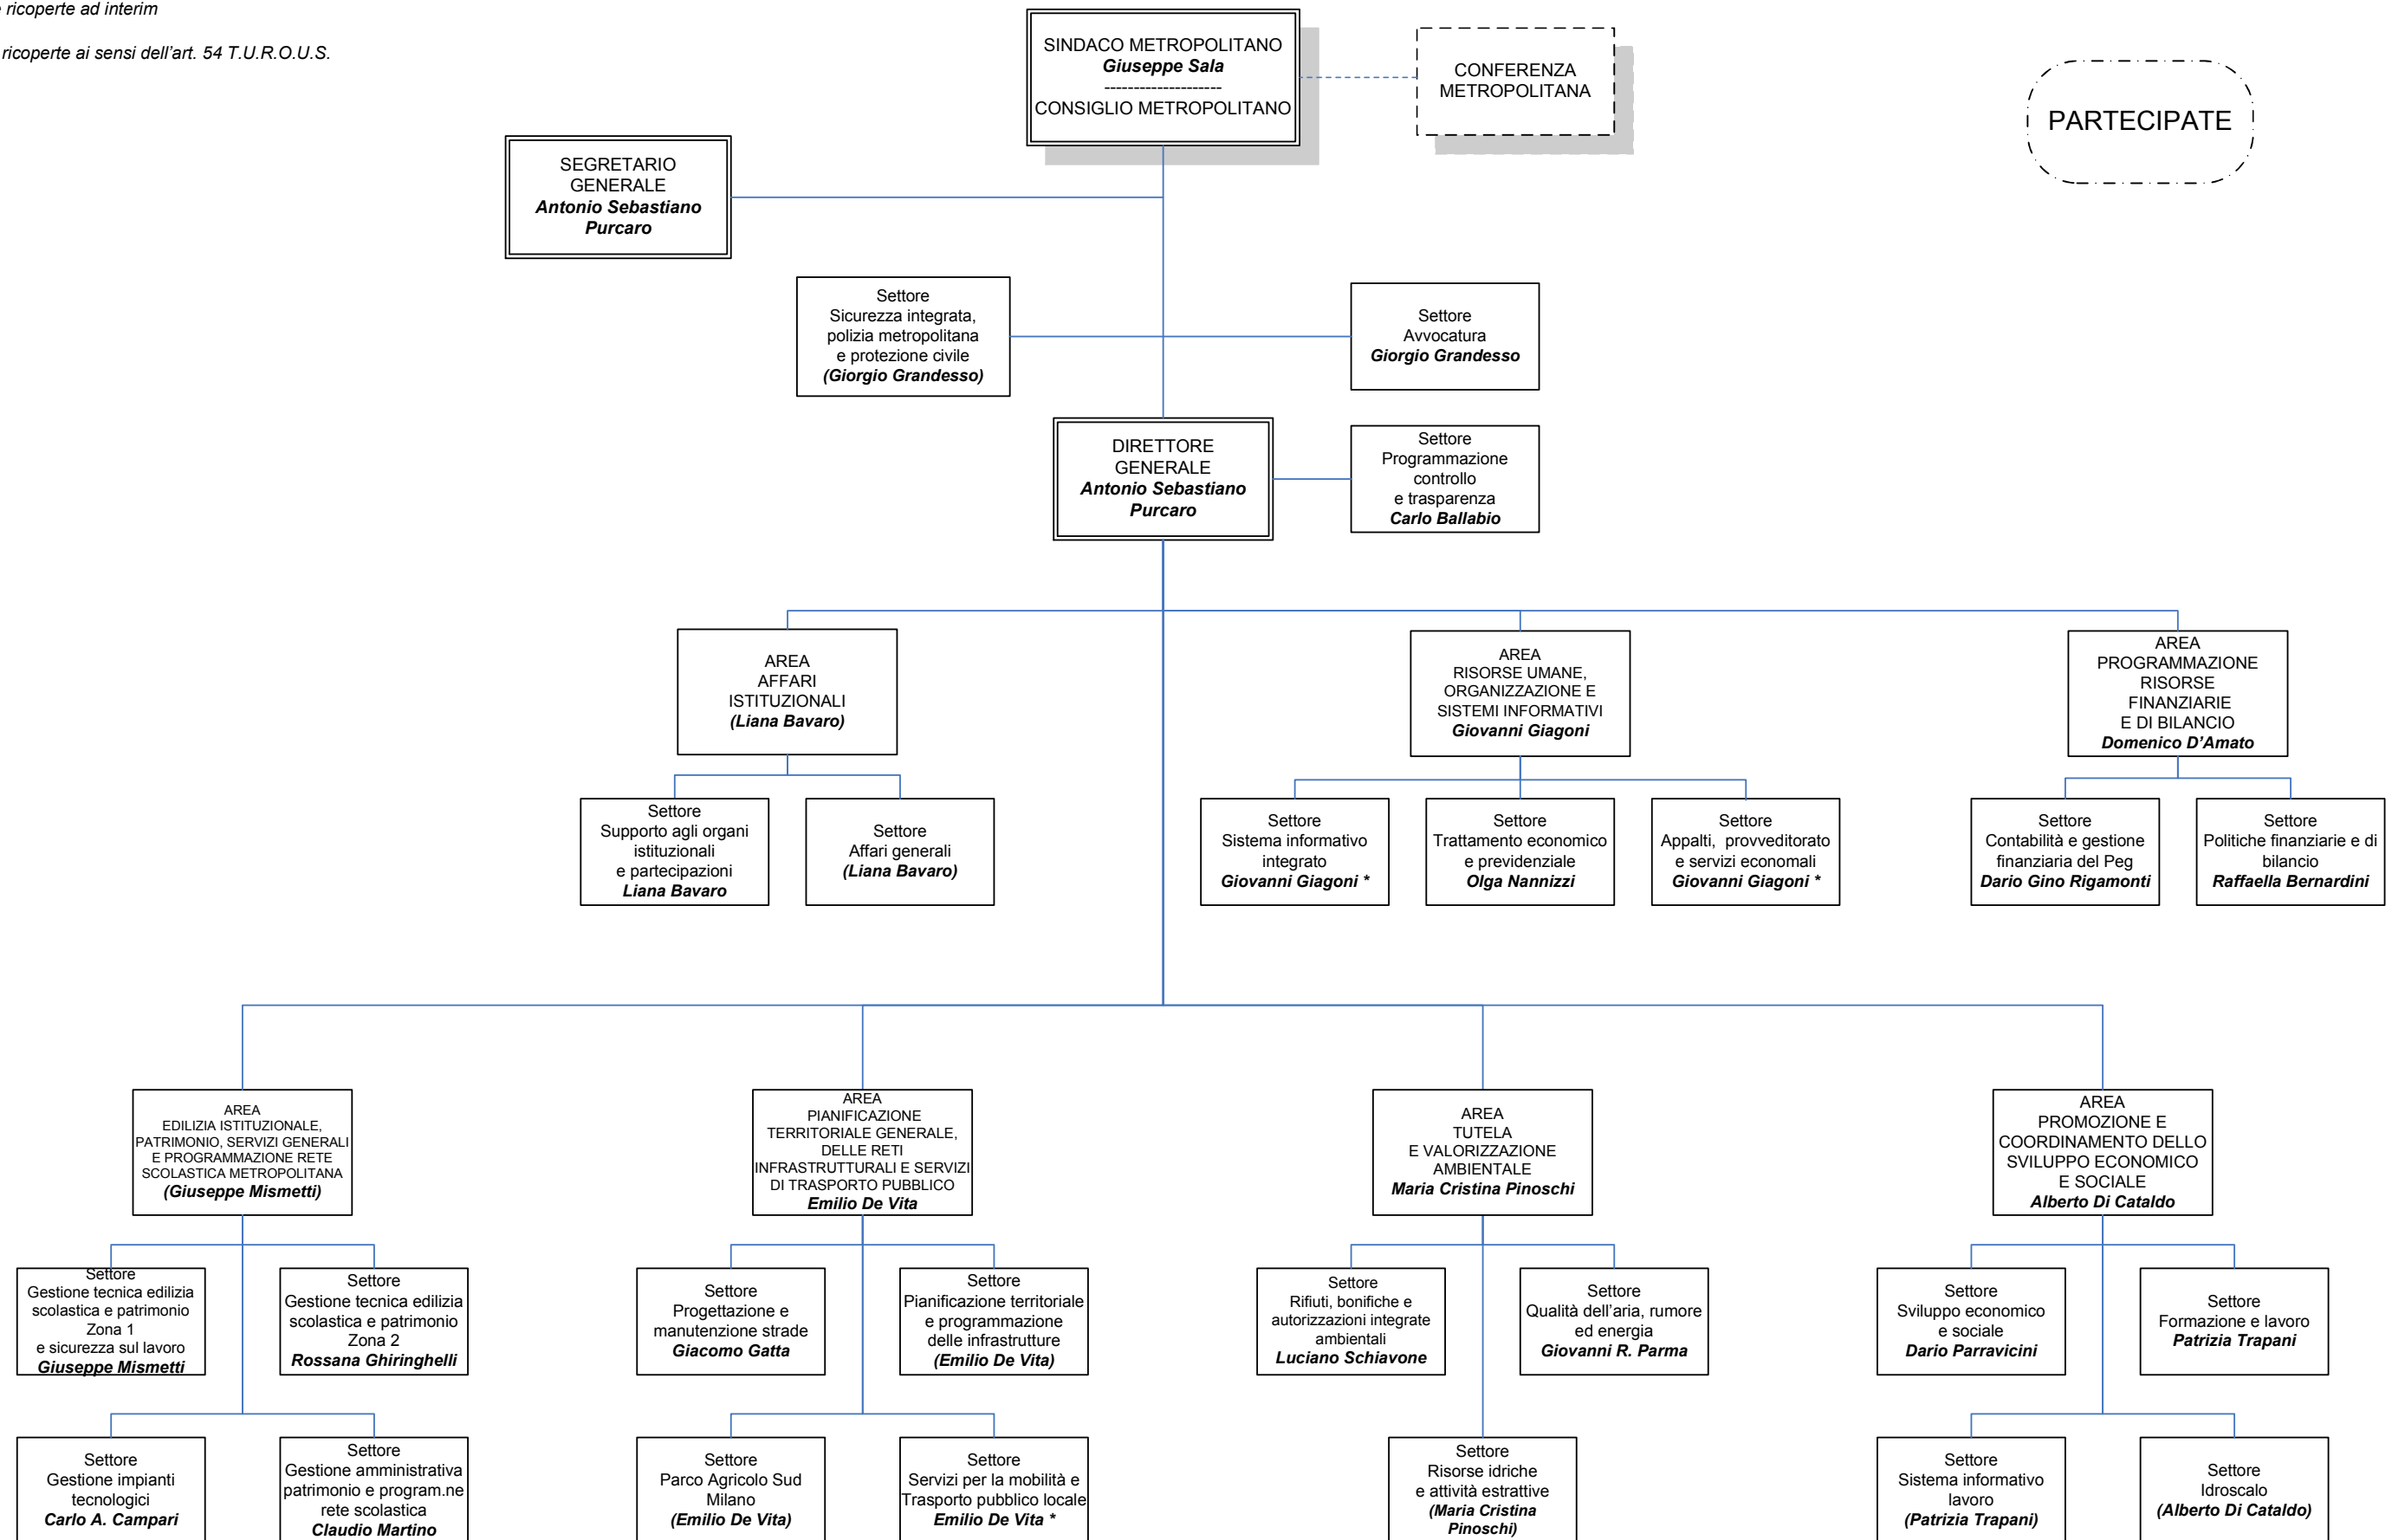 e ricoperte ad interim
ricoperte ai sensi dell'art. 54 T.U.R.O.U.S.
SINDACO METROPOLITANO
Giuseppe Sala
--------------------
CONSIGLIO METROPOLITANO
CONFERENZA
METROPOLITANA
PARTECIPATE
SEGRETARIO
GENERALE
Antonio Sebastiano
Purcaro
Settore
Sicurezza integrata,
polizia metropolitana
e protezione civile
(Giorgio Grandesso)
Settore
Avvocatura
Giorgio Grandesso
DIRETTORE
GENERALE
Antonio Sebastiano
Purcaro
Settore
Programmazione
controllo
e trasparenza
Carlo Ballabio
AREA
AFFARI
ISTITUZIONALI
(Liana Bavaro)
AREA
RISORSE UMANE,
ORGANIZZAZIONE E
SISTEMI INFORMATIVI
Giovanni Giagoni
AREA
PROGRAMMAZIONE
RISORSE
FINANZIARIE
E DI BILANCIO
Domenico D'Amato
Settore
Supporto agli organi
istituzionali
e partecipazioni
Liana Bavaro
Settore
Affari generali
(Liana Bavaro)
Settore
Sistema informativo
integrato
Giovanni Giagoni *
Settore
Trattamento economico
e previdenziale
Olga Nannizzi
Settore
Appalti, provveditorato
e servizi economali
Giovanni Giagoni *
Settore
Contabilità e gestione
finanziaria del Peg
Dario Gino Rigamonti
Settore
Politiche finanziarie e di
bilancio
Raffaella Bernardini
AREA
EDILIZIA ISTITUZIONALE,
PATRIMONIO, SERVIZI GENERALI
E PROGRAMMAZIONE RETE
SCOLASTICA METROPOLITANA
(Giuseppe Mismetti)
AREA
PIANIFICAZIONE
TERRITORIALE GENERALE,
DELLE RETI
INFRASTRUTTURALI E SERVIZI
DI TRASPORTO PUBBLICO
Emilio De Vita
AREA
TUTELA
E VALORIZZAZIONE
AMBIENTALE
Maria Cristina Pinoschi
AREA
PROMOZIONE E
COORDINAMENTO DELLO
SVILUPPO ECONOMICO
E SOCIALE
Alberto Di Cataldo
Settore
Gestione tecnica edilizia
scolastica e patrimonio
Zona 1
e sicurezza sul lavoro
Giuseppe Mismetti
Settore
Gestione tecnica edilizia
scolastica e patrimonio
Zona 2
Rossana Ghiringhelli
Settore
Progettazione e
manutenzione strade
Giacomo Gatta
Settore
Pianificazione territoriale
e programmazione
delle infrastrutture
(Emilio De Vita)
Settore
Rifiuti, bonifiche e
autorizzazioni integrate
ambientali
Luciano Schiavone
Settore
Qualità dell'aria, rumore
ed energia
Giovanni R. Parma
Settore
Sviluppo economico
e sociale
Dario Parravicini
Settore
Formazione e lavoro
Patrizia Trapani
Settore
Gestione impianti
tecnologici
Carlo A. Campari
Settore
Gestione amministrativa
patrimonio e program.ne
rete scolastica
Claudio Martino
Settore
Parco Agricolo Sud
Milano
(Emilio De Vita)
Settore
Servizi per la mobilità e
Trasporto pubblico locale
Emilio De Vita *
Settore
Risorse idriche
e attività estrattive
(Maria Cristina
Pinoschi)
Settore
Sistema informativo
lavoro
(Patrizia Trapani)
Settore
Idroscalo
(Alberto Di Cataldo)